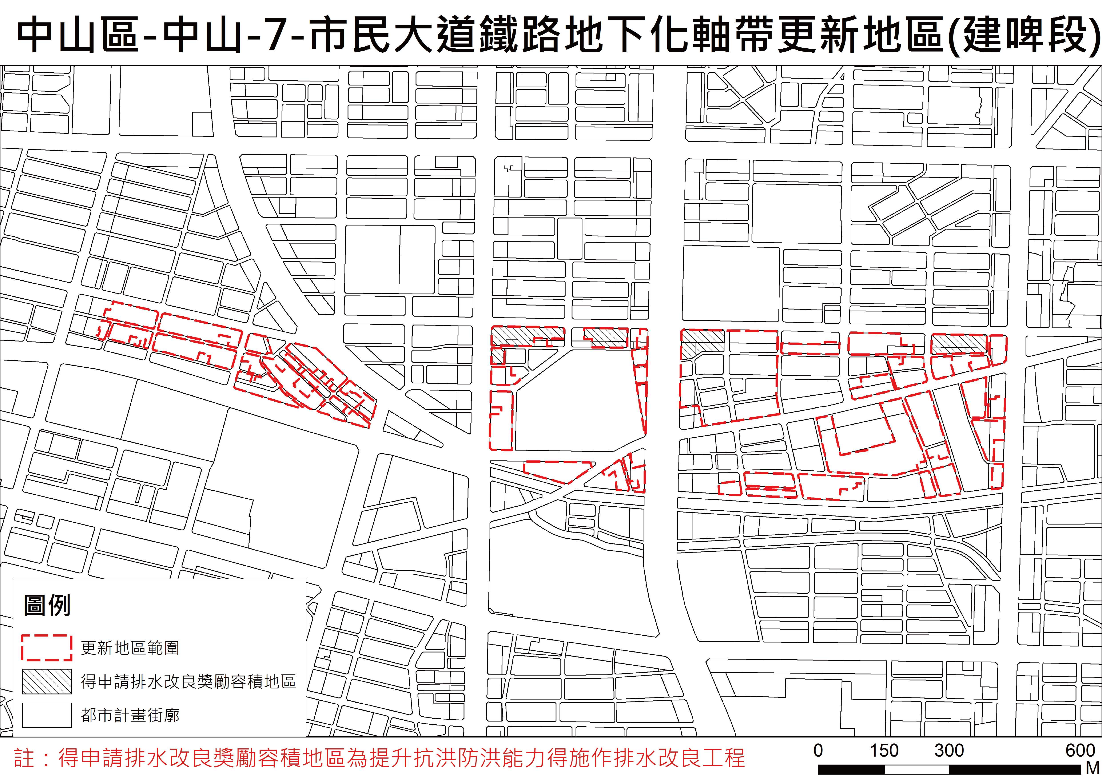 中山區-中山-7-市民大道鐵路地下化軸帶更新地區(建啤段)
圖例
更新地區範圍
得申請排水改良獎勵容積地區
都市計畫街廓
註：得申請排水改良獎勵容積地區為提升抗洪防洪能力得施作排水改良工程
0 150 300 600
M